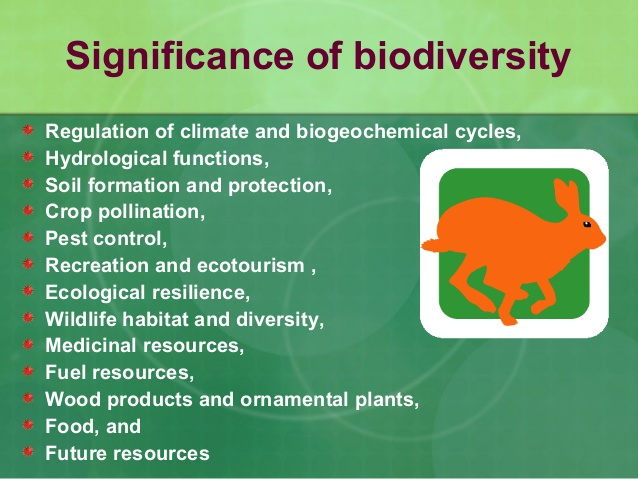 Significance of biodiversity
Regulation of climate and biogeochemical cycles,
Hydrological functions,
Soil formation and protection,
Crop pollination,
Pest control,
Recreation and ecotourism ,
Ecological resilience,
Wildlife habitat and diversity,
Medicinal resources,
Fuel resources,
Wood products and ornamental plants,
Food, and
Future resources